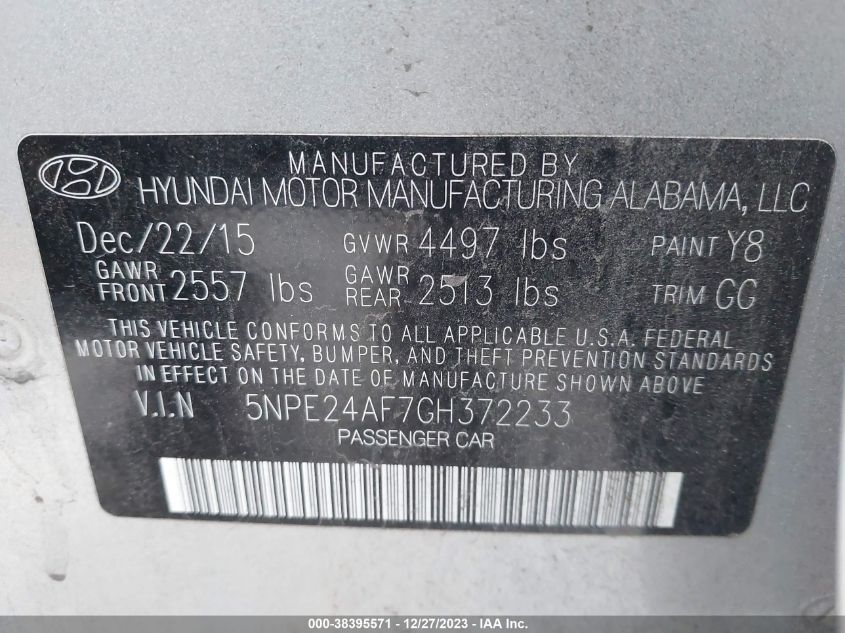 MANUFACTURED BY
HYUNDAI MOTOR MANUFACTURING ALABAMA, LLC
Dec/22/15 GVWR 4497 lbs PAINT Y8
GAWR FRONT 2557 lbs GAWR REAR 2513 lbs TRIM GG
THIS VEHICLE CONFORMS TO ALL APPLICABLE U.S.A. FEDERAL
MOTOR VEHICLE SAFETY, BUMPER, AND THEFT PREVENTION STANDARDS
IN EFFECT ON THE DATE OF MANUFACTURE SHOWN ABOVE
V.I.N 5NPE24AF7GH372233
PASSENGER CAR
000-38395571 - 12/27/2023 - IAA Inc.